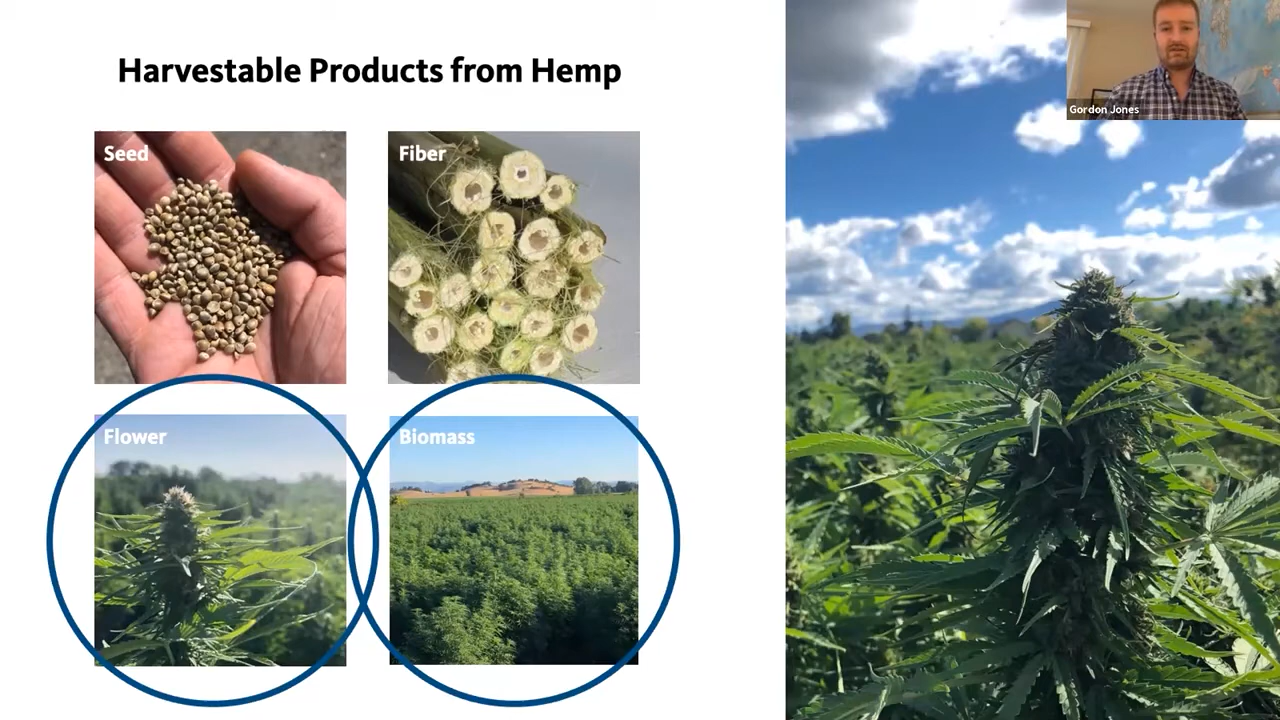 Harvestable Products from Hemp
Seed
Fiber
Flower
Biomass
Gordon Jones